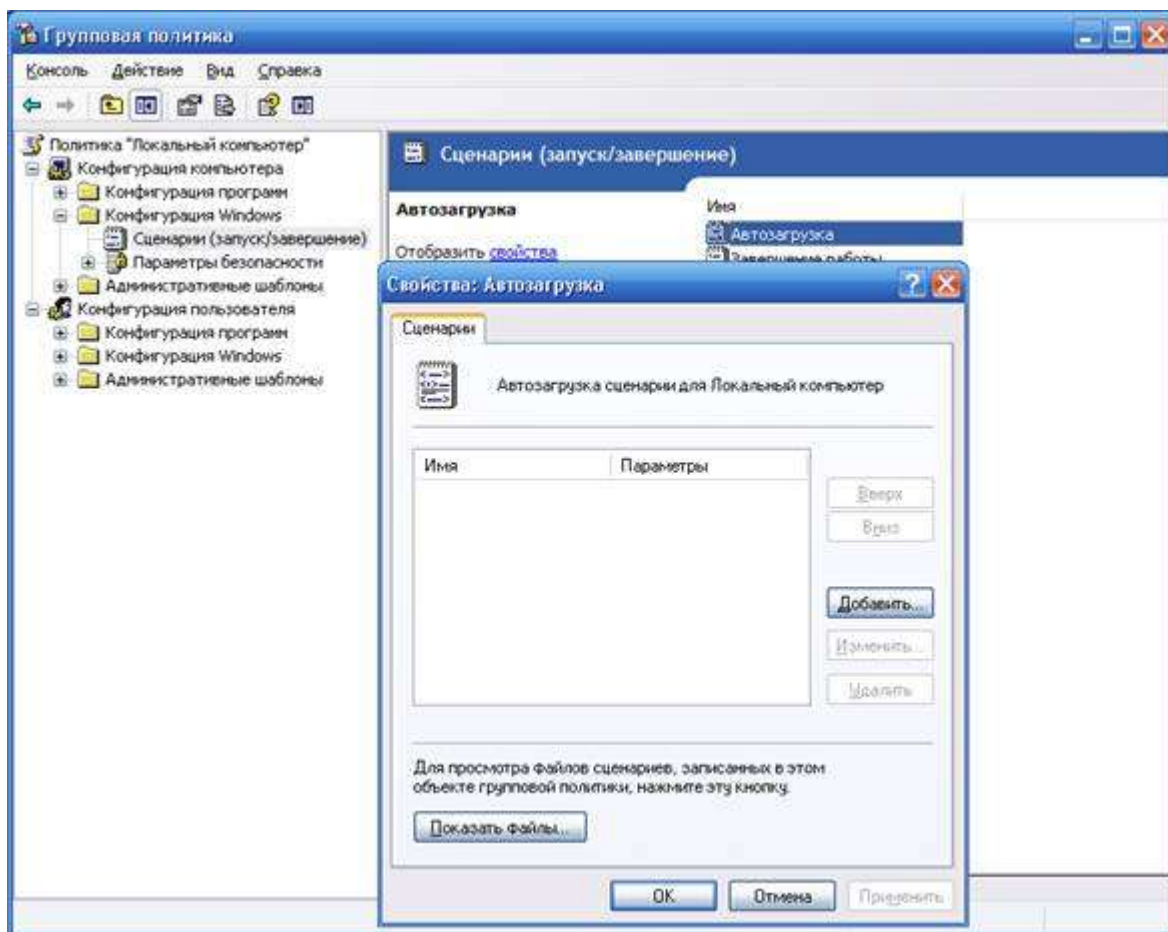 Групповая политика
Консоль Действие Вид Справка
Политика "Локальный компьютер"
Конфигурация компьютера
Конфигурация программ
Конфигурация Windows
Сценарии (запуск/завершение)
Параметры безопасности
Административные шаблоны
Конфигурация пользователя
Конфигурация программ
Конфигурация Windows
Административные шаблоны
Сценарии (запуск/завершение)
Автозагрузка
Отобразить свойства
Имя
Автозагрузка
Завершение работы
Свойства: Автозагрузка
Сценарии
Автозагрузка сценарии для Локальный компьютер
Имя Параметры
Вверх
Вниз
Добавить...
Изменить...
Удалить
Для просмотра файлов сценариев, записанных в этом
объекте групповой политики, нажмите эту кнопку.
Показать файлы...
OK Отмена Применить